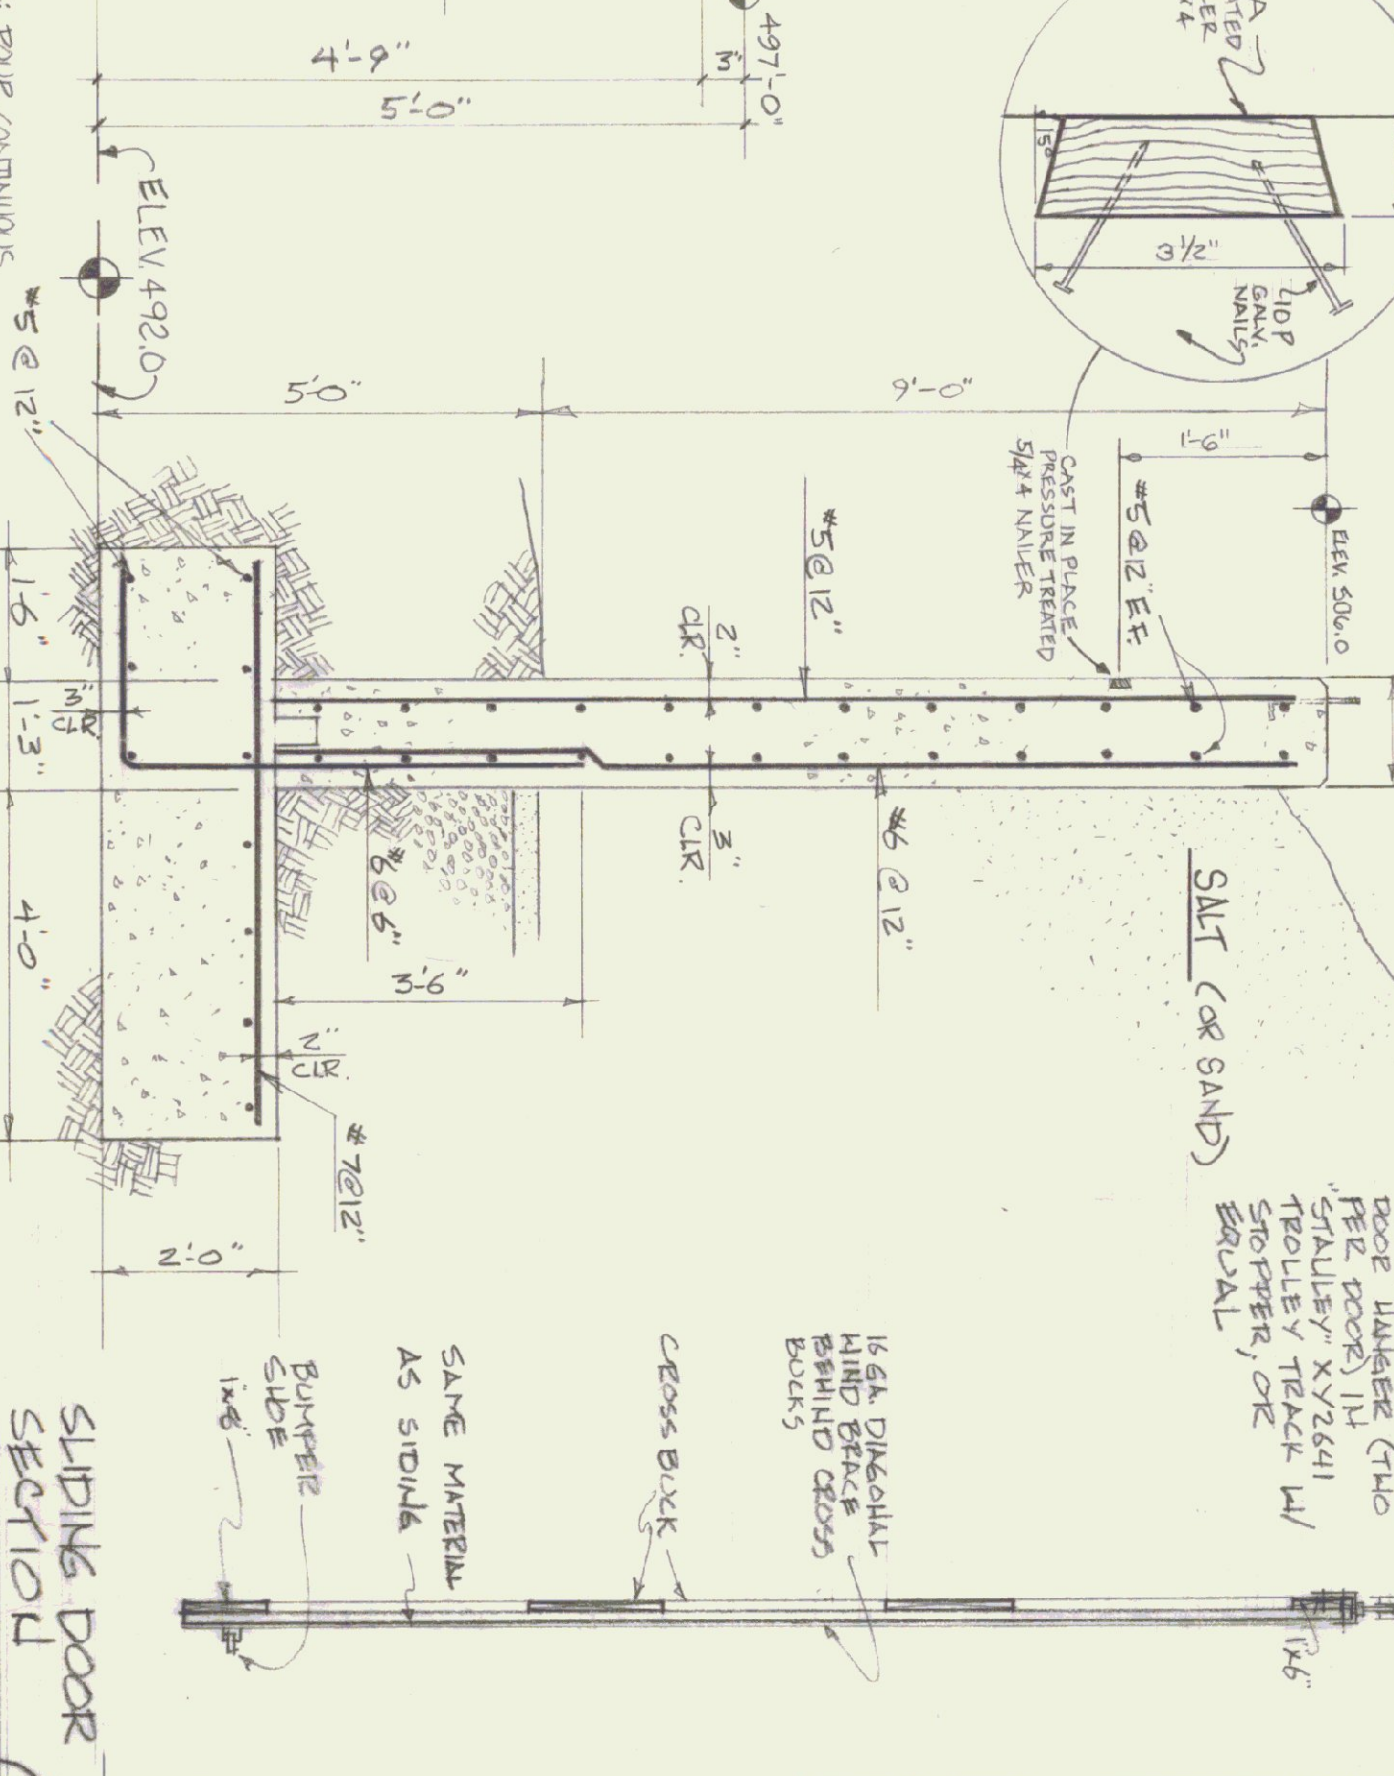 4'-9"
3"
497'-0"
5'-0"
ELEV. 492.0
#5 @ 12"
15°
3 1/2"
GALV.
NAILS
5'-0"
9'-0"
1'-6"
ELEV. 506.0
CAST IN PLACE
PRESSURE TREATED
5/4X4 NAILER
#5@12" E.F.
#5@12"
2"
CLR.
3"
CLR.
#6 @ 12"
#6@6"
3'-6"
SALT (OR SAND)
1'-6"
1'-3"
4'-0"
3"
CLR.
2"
CLR.
#7@12"
2'-0"
DOOR HANGER (TWO
PER DOOR) IN
"STANLEY" XY2641
TROLLEY TRACK W/
STOPPER, OR
EQUAL
16 GA. DIAGONAL
WIND BRACE
BEHIND CROSS
BUCKS
CROSS BUCK
SAME MATERIAL
AS SIDING
BUMPER
SHOE
1"x8"
1"x6"
SLIDING DOOR
SECTION